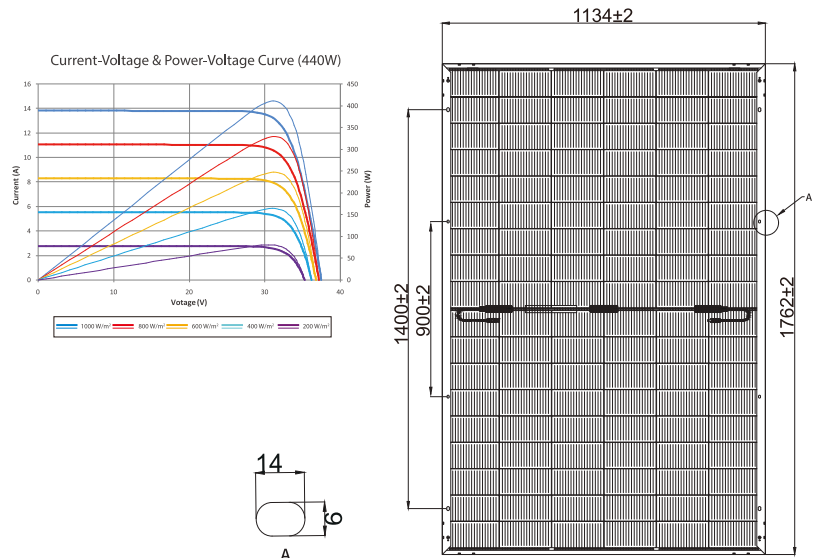 1134±2
Current-Voltage & Power-Voltage Curve (440W)
16
14
12
10
8
6
4
2
0
Current (A)
450
400
350
300
250
200
150
100
50
0
Power (W)
0
10
20
30
40
Votage (V)
1000 W/m²
800 W/m²
600 W/m²
400 W/m²
200 W/m²
1400±2
900±2
A
1762±2
14
6
A